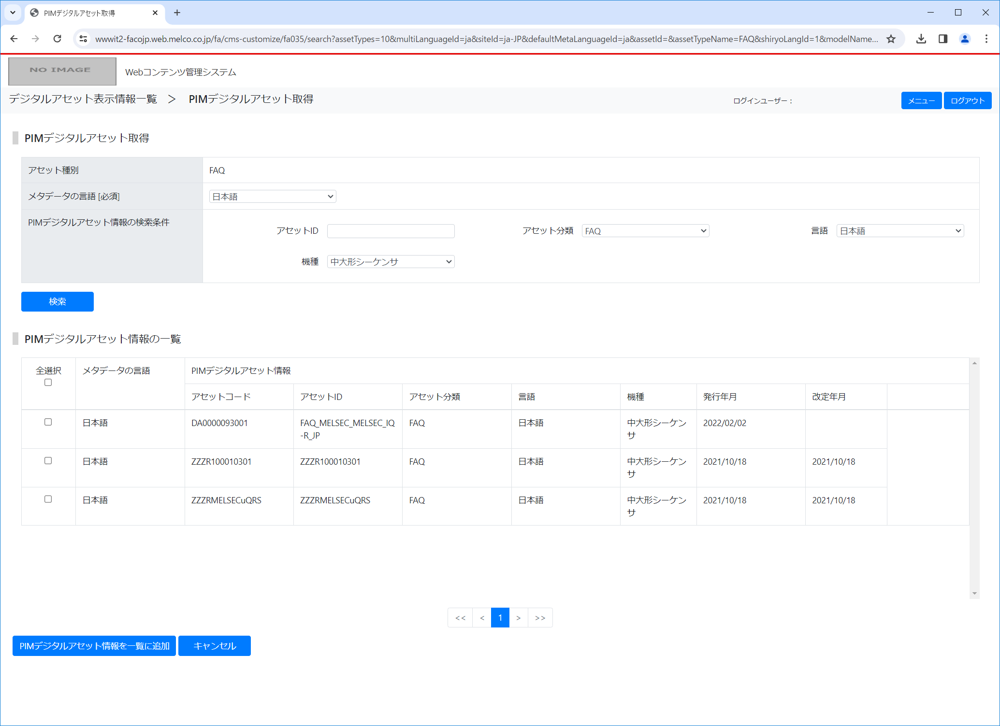 PIMデジタルアセット取得
wwwit2-facojp.web.melco.co.jp/fa/cms-customize/fa035/search?assetTypes=10&multiLanguageId=ja&siteId=ja-JP&defaultMetaLanguageId=ja&assetId=&assetTypeName=FAQ&shiryoLangId=1&modelName...
NO IMAGE
Webコンテンツ管理システム
デジタルアセット表示情報一覧 ＞ PIMデジタルアセット取得
ログインユーザー：
メニュー
ログアウト
PIMデジタルアセット取得
アセット種別 FAQ
メタデータの言語 [必須] 日本語
PIMデジタルアセット情報の検索条件
アセットID アセット分類 FAQ 言語 日本語
機種 中大形シーケンサ
検索
PIMデジタルアセット情報の一覧
全選択 メタデータの言語 PIMデジタルアセット情報
アセットコード アセットID アセット分類 言語 機種 発行年月 改定年月
日本語 DA0000093001 FAQ_MELSEC_MELSEC_IQ FAQ 日本語 中大形シーケン 2022/02/02
-R_JP サ
日本語 ZZZR100010301 ZZZR100010301 FAQ 日本語 中大形シーケン 2021/10/18 2021/10/18
サ
日本語 ZZZRMELSECuQRS ZZZRMELSECuQRS FAQ 日本語 中大形シーケン 2021/10/18 2021/10/18
サ
<< < 1 > >>
PIMデジタルアセット情報を一覧に追加 キャンセル